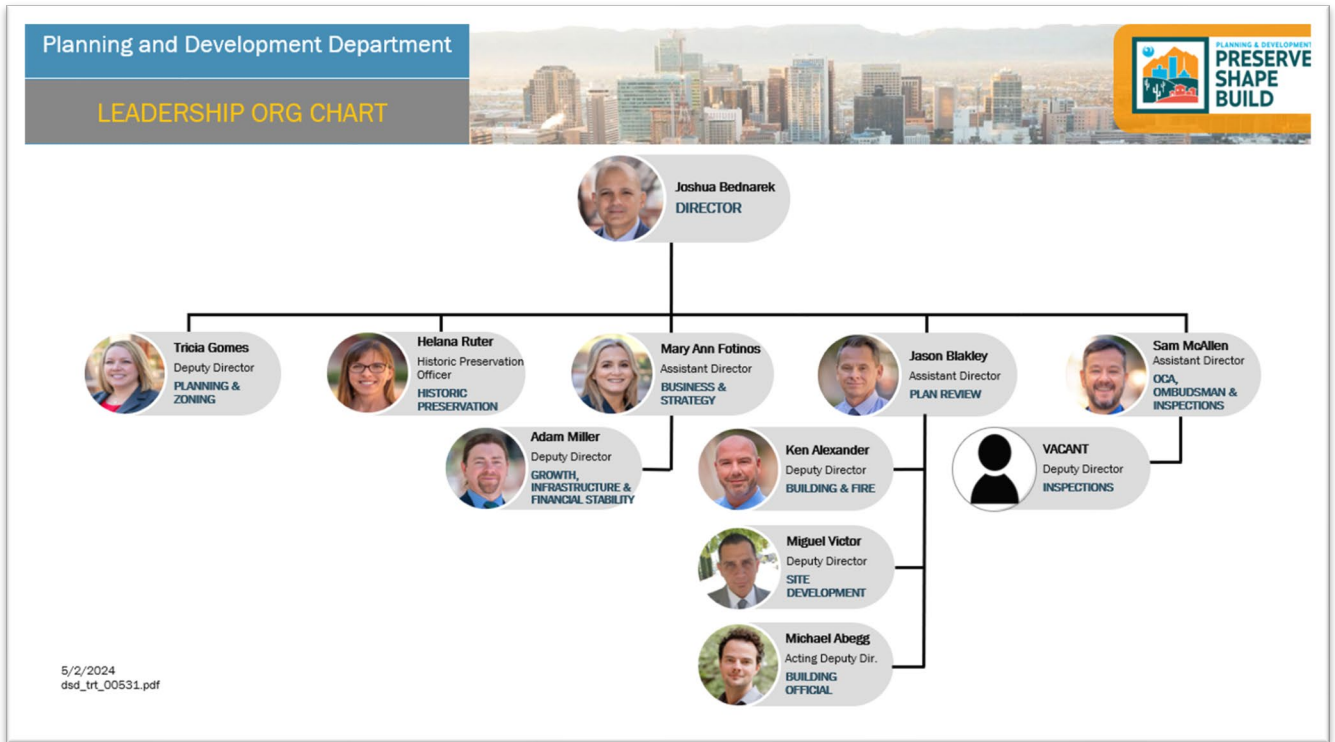 Planning and Development Department
LEADERSHIP ORG CHART
PLANNING & DEVELOPMENT
PRESERVE
SHAPE
BUILD
Joshua Bednarek
DIRECTOR
Tricia Gomes
Deputy Director
PLANNING &
ZONING
Helana Ruter
Historic Preservation
Officer
HISTORIC
PRESERVATION
Mary Ann Fotinos
Assistant Director
BUSINESS &
STRATEGY
Jason Blakley
Assistant Director
PLAN REVIEW
Sam McAllen
Assistant Director
OCA,
OMBUDSMAN &
INSPECTIONS
Adam Miller
Deputy Director
GROWTH,
INFRASTRUCTURE &
FINANCIAL STABILITY
Ken Alexander
Deputy Director
BUILDING & FIRE
VACANT
Deputy Director
INSPECTIONS
Miguel Victor
Deputy Director
SITE
DEVELOPMENT
Michael Abegg
Acting Deputy Dir.
BUILDING
OFFICIAL
5/2/2024
dsd_trt_00531.pdf